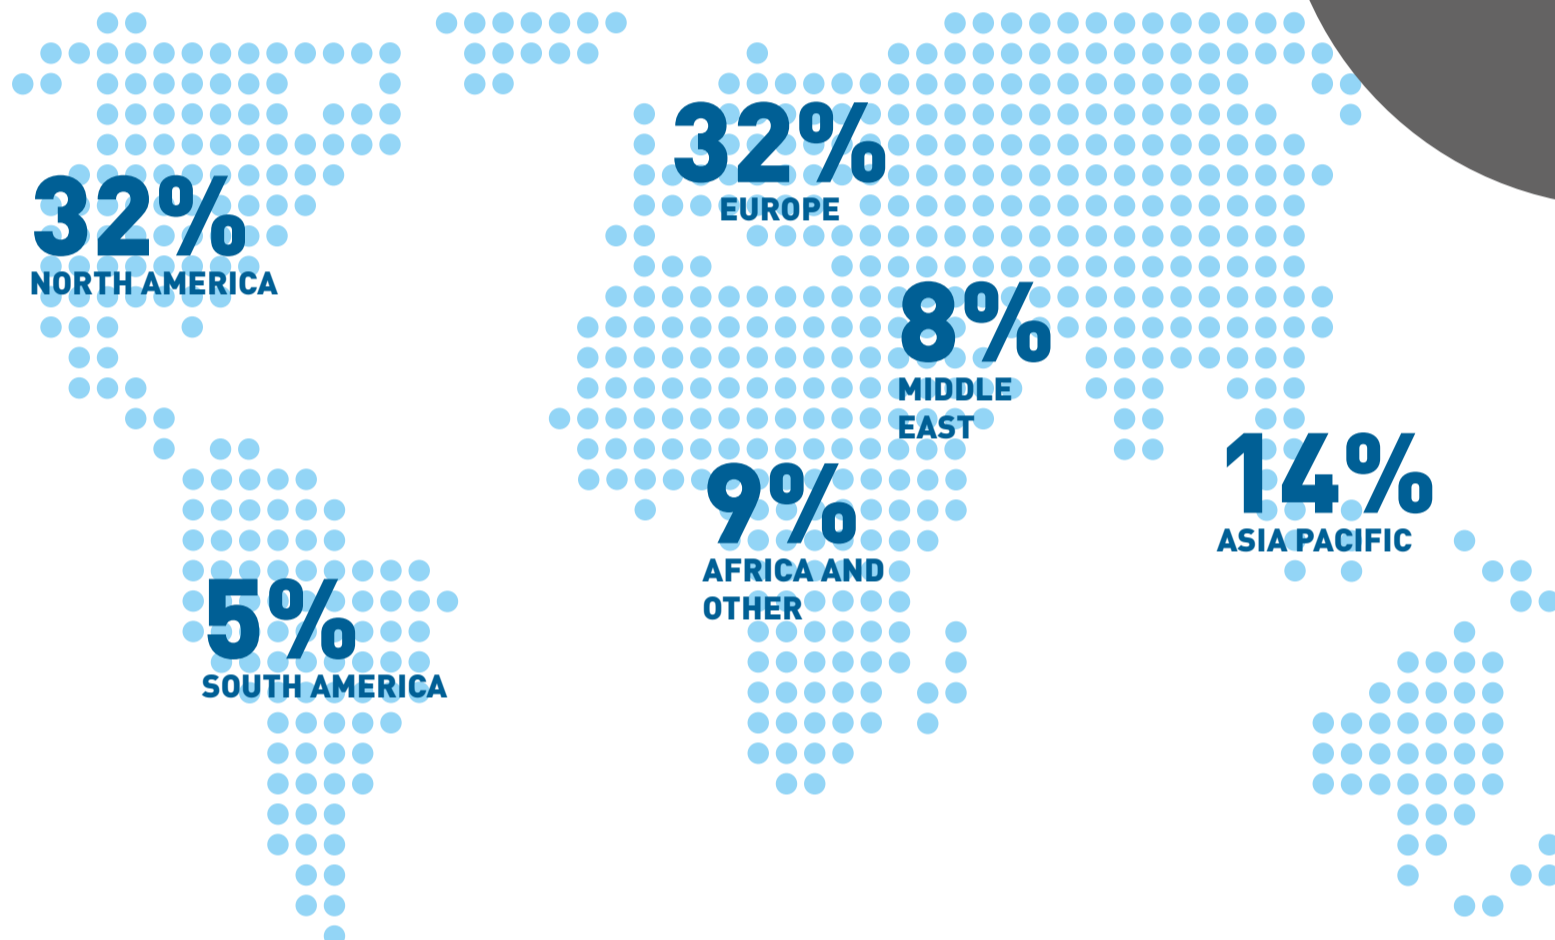 32%
EUROPE
32%
NORTH AMERICA
8%
MIDDLE
EAST
14%
ASIA PACIFIC
9%
AFRICA AND
OTHER
5%
SOUTH AMERICA